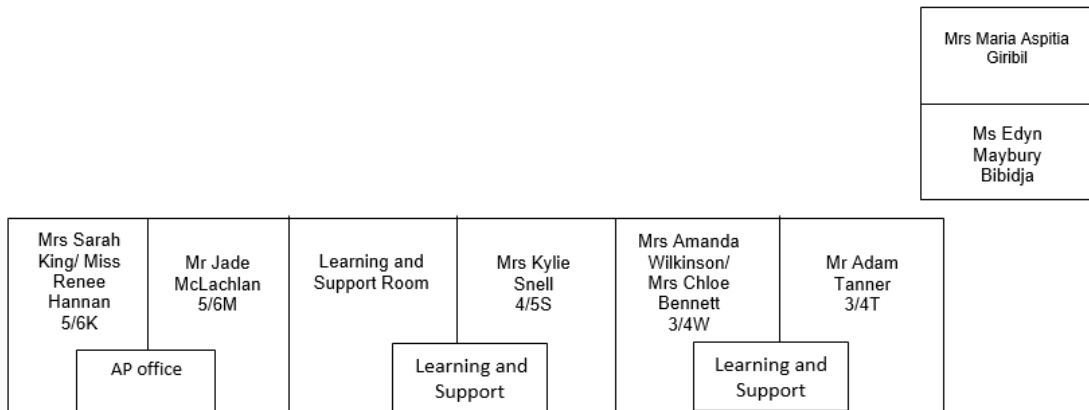 Mrs Maria Aspitia
Giribil
Ms Edyn
Maybury
Bibidja
Mrs Sarah
King/ Miss
Renee
Hannan
5/6K
Mr Jade
McLachlan
5/6M
Learning and
Support Room
Mrs Kylie
Snell
4/5S
Mrs Amanda
Wilkinson/
Mrs Chloe
Bennett
3/4W
Mr Adam
Tanner
3/4T
AP office
Learning and
Support
Learning and
Support